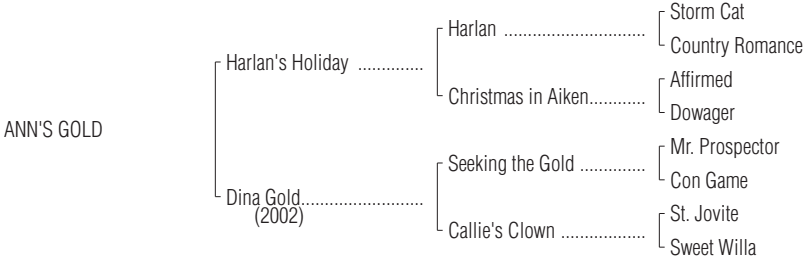 Storm Cat
Harlan ..............................
Country Romance
Harlan's Holiday ..............
Affirmed
Christmas in Aiken............
Dowager
ANN'S GOLD
Mr. Prospector
Seeking the Gold ..............
Con Game
Dina Gold..........................
(2002)
St. Jovite
Callie's Clown ..................
Sweet Willa